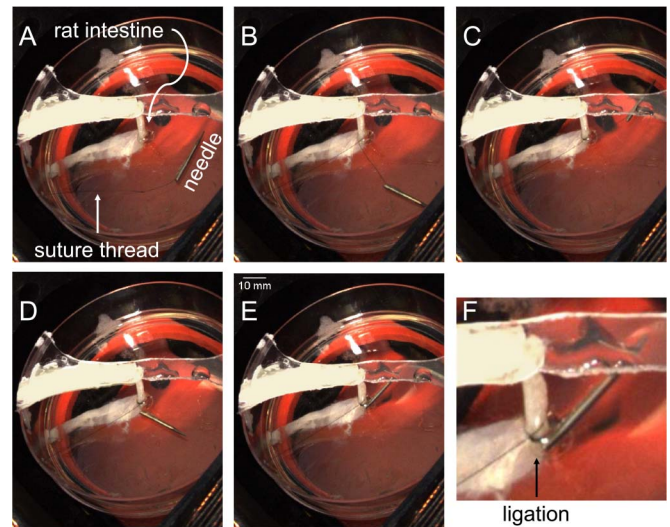 A
rat intestine
needle
suture thread
B
C
D
E
10 mm
F
ligation